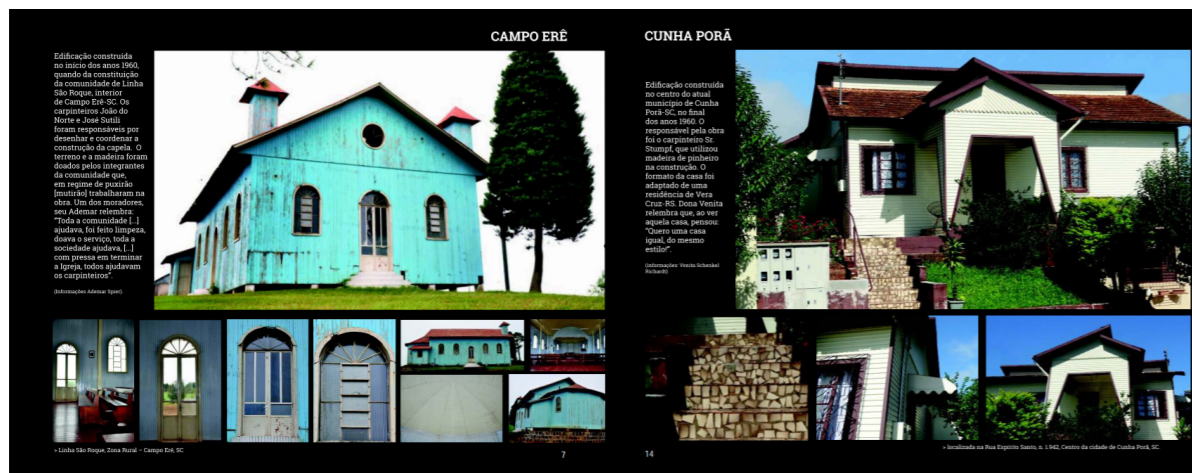 CAMPO ERÊ
Edificação construída
no início dos anos 1960,
quando da constituição
da comunidade de Linha
São Roque, interior
de Campo Erê-SC. Os
carpinteiros João do
Norte e José Sutili
foram responsáveis por
desenhar e coordenar a
construção da capela. O
terreno e a madeira foram
doados pelos integrantes
da comunidade que,
em regime de puxirão
[mutirão] trabalharam na
obra. Um dos moradores,
seu Ademar relembra:
"Toda a comunidade [...]
ajudava, foi feito limpeza,
doava o serviço, toda a
sociedade ajudava, [...]
com pressa em terminar
a Igreja, todos ajudavam
os carpinteiros".
(Informações Ademar Spier).
> Linha São Roque, Zona Rural – Campo Erê, SC
7
CUNHA PORÃ
Edificação construída
no centro do atual
município de Cunha
Porã-SC, no final
dos anos 1960. O
responsável pela obra
foi o carpinteiro Sr.
Stumpf, que utilizou
madeira de pinheiro
na construção. O
formato da casa foi
adaptado de uma
residência de Vera
Cruz-RS. Dona Venita
relembra que, ao ver
aquela casa, pensou:
"Quero uma casa
igual, do mesmo
estilo!".
(Informações: Venita Schenkel
Richardt)
> localizada na Rua Espírito Santo, n. 1.942, Centro da cidade de Cunha Porã, SC.
14